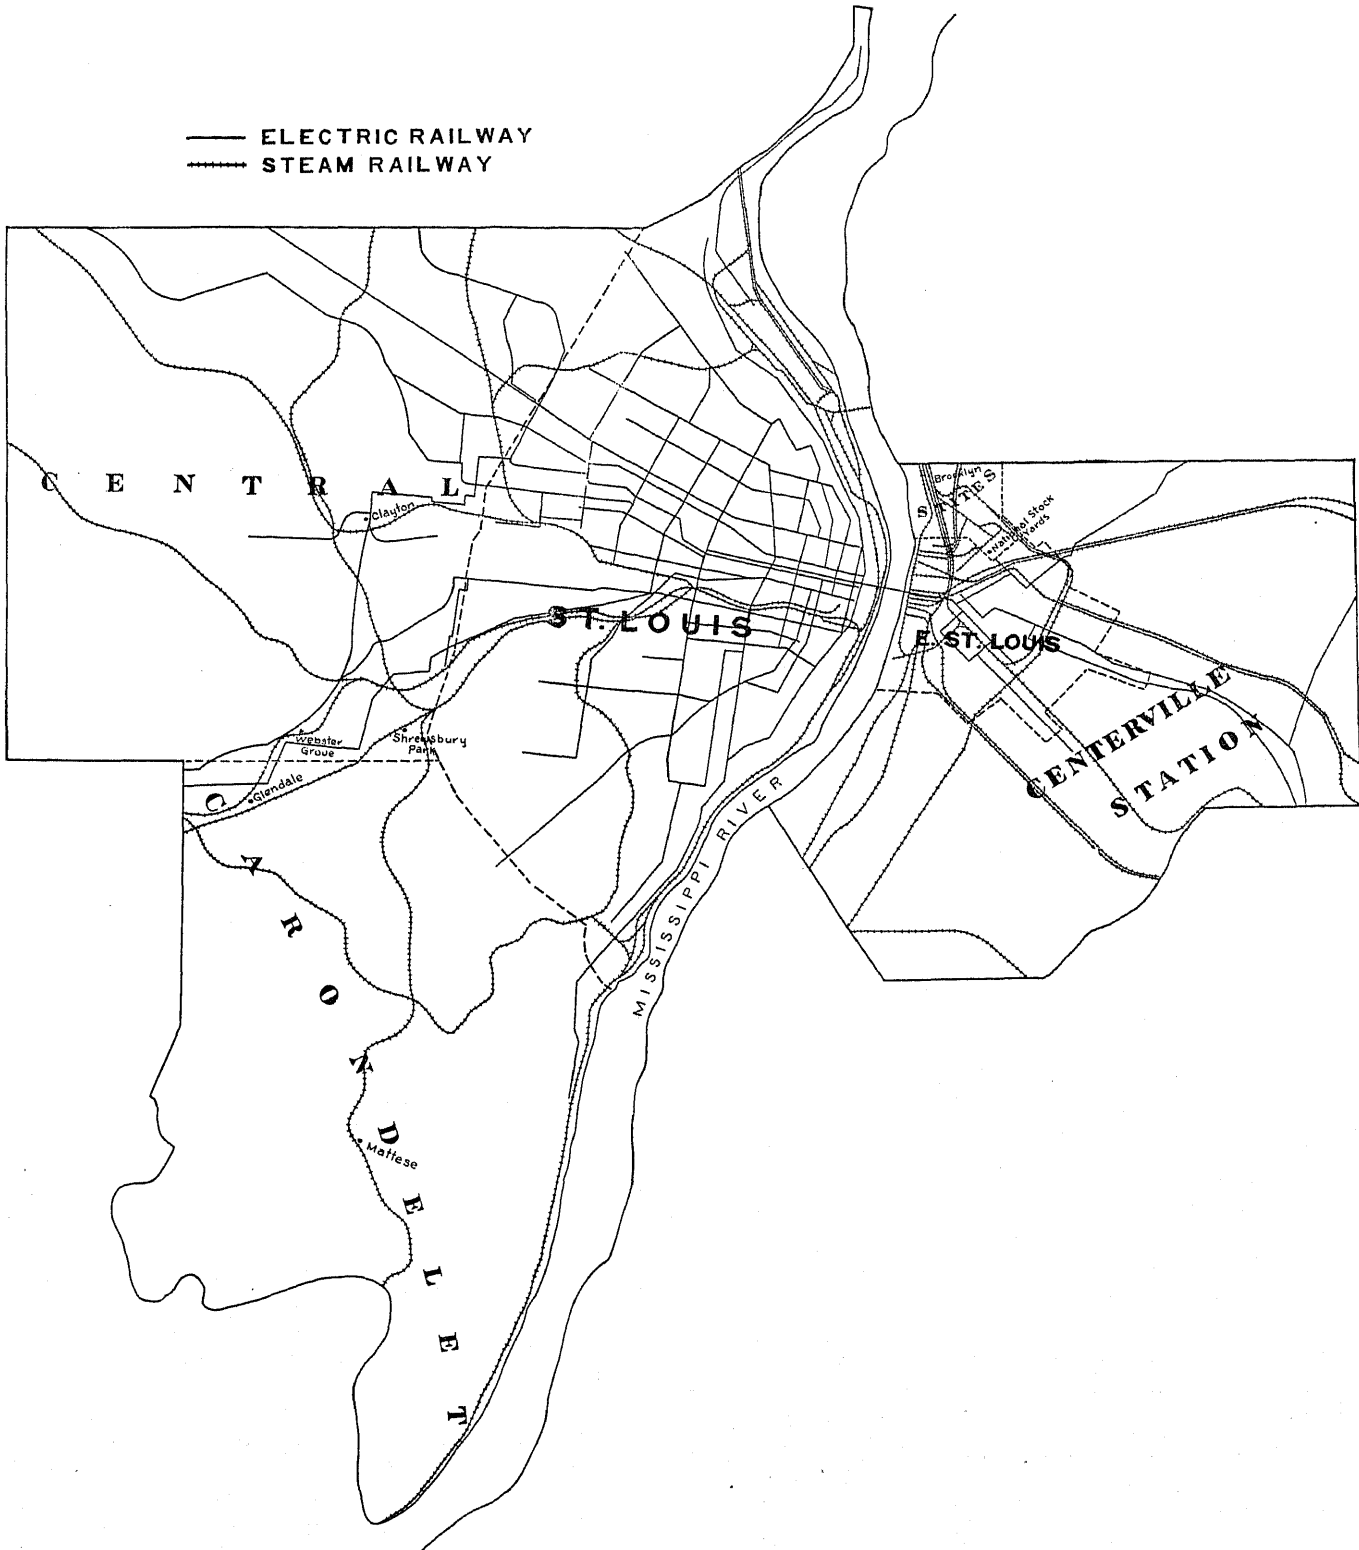 ELECTRIC RAILWAY
STEAM RAILWAY
CENTRAL
Clayton
Brooklyn
STITES
National Stock
Yards
ST. LOUIS
E. ST. LOUIS
CENTERVILLE
STATION
Webster
Grove
Shrewsbury
Park
Glendale
CARONDELET
MISSISSIPPI RIVER
Mattese